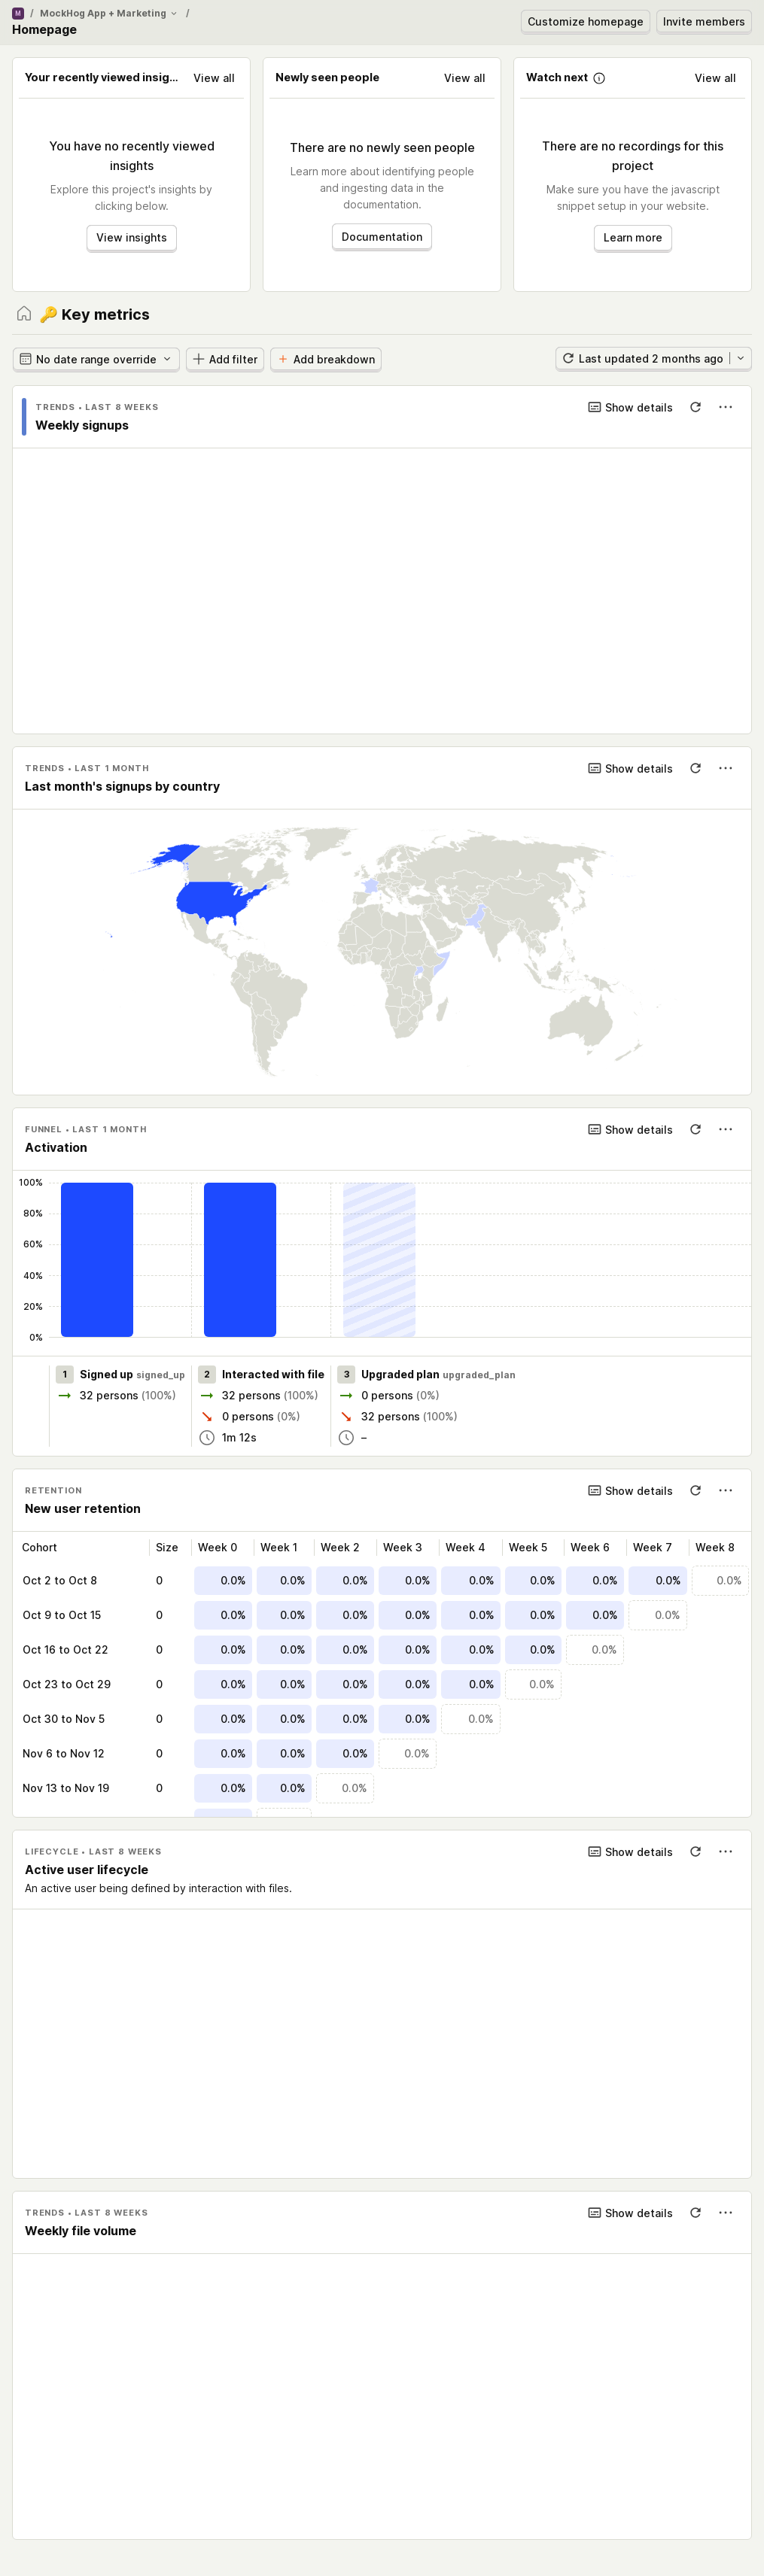 M / MockHog App + Marketing /
Homepage
Customize homepage
Invite members
Your recently viewed insig...
View all
You have no recently viewed
insights
Explore this project's insights by
clicking below.
View insights
Newly seen people
View all
There are no newly seen people
Learn more about identifying people
and ingesting data in the
documentation.
Documentation
Watch next
View all
There are no recordings for this
project
Make sure you have the javascript
snippet setup in your website.
Learn more
🔑 Key metrics
No date range override
Add filter
Add breakdown
Last updated 2 months ago
TRENDS • LAST 8 WEEKS
Show details
Weekly signups
TRENDS • LAST 1 MONTH
Show details
Last month's signups by country
FUNNEL • LAST 1 MONTH
Show details
Activation
100%
80%
60%
40%
20%
0%
1 Signed up signed_up
32 persons (100%)
2 Interacted with file
32 persons (100%)
0 persons (0%)
1m 12s
3 Upgraded plan upgraded_plan
0 persons (0%)
32 persons (100%)
–
RETENTION
Show details
New user retention
Cohort Size Week 0 Week 1 Week 2 Week 3 Week 4 Week 5 Week 6 Week 7 Week 8
Oct 2 to Oct 8 0 0.0% 0.0% 0.0% 0.0% 0.0% 0.0% 0.0% 0.0% 0.0%
Oct 9 to Oct 15 0 0.0% 0.0% 0.0% 0.0% 0.0% 0.0% 0.0% 0.0%
Oct 16 to Oct 22 0 0.0% 0.0% 0.0% 0.0% 0.0% 0.0% 0.0%
Oct 23 to Oct 29 0 0.0% 0.0% 0.0% 0.0% 0.0% 0.0%
Oct 30 to Nov 5 0 0.0% 0.0% 0.0% 0.0% 0.0%
Nov 6 to Nov 12 0 0.0% 0.0% 0.0% 0.0%
Nov 13 to Nov 19 0 0.0% 0.0% 0.0%
LIFECYCLE • LAST 8 WEEKS
Show details
Active user lifecycle
An active user being defined by interaction with files.
TRENDS • LAST 8 WEEKS
Show details
Weekly file volume